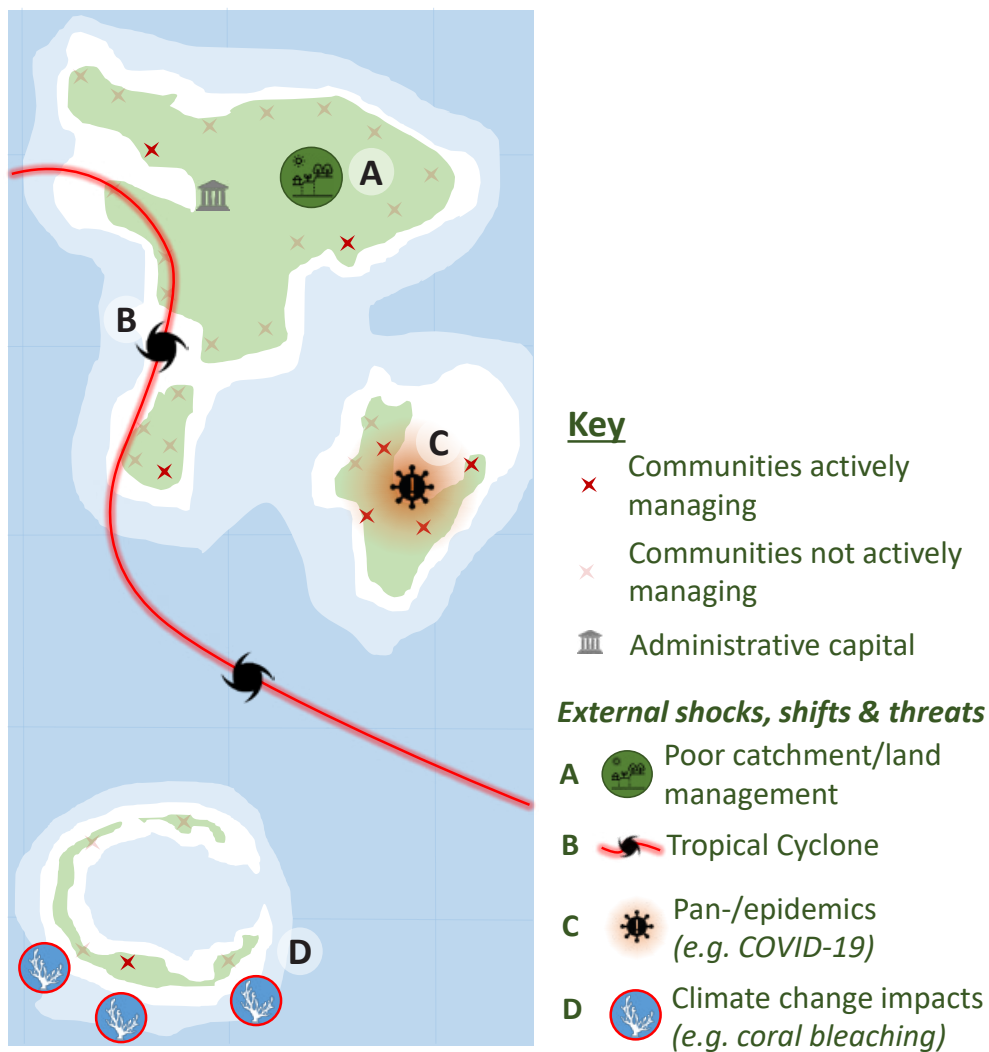 A
B
C
D
Key
Communities actively
managing
Communities not actively
managing
Administrative capital
External shocks, shifts & threats
A Poor catchment/land
management
B Tropical Cyclone
C Pan-/epidemics
(e.g. COVID-19)
D Climate change impacts
(e.g. coral bleaching)